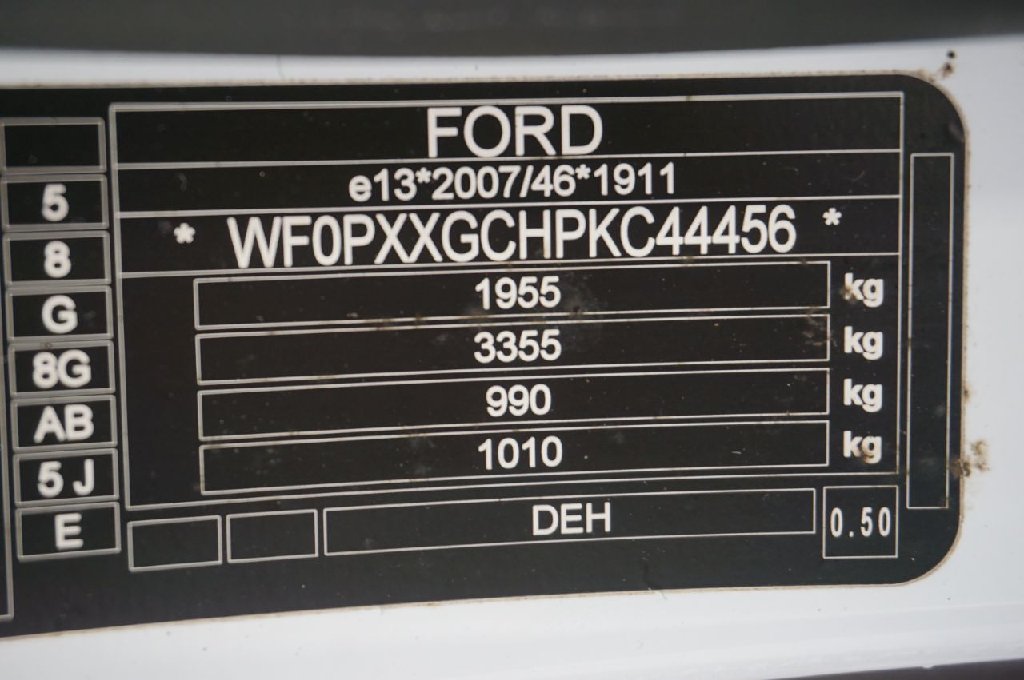 FORD
e13*2007/46*1911
* WF0PXXGCHPKC44456 *
1955 kg
3355 kg
990 kg
1010 kg
DEH 0.50
5
8
G
8G
AB
5 J
E